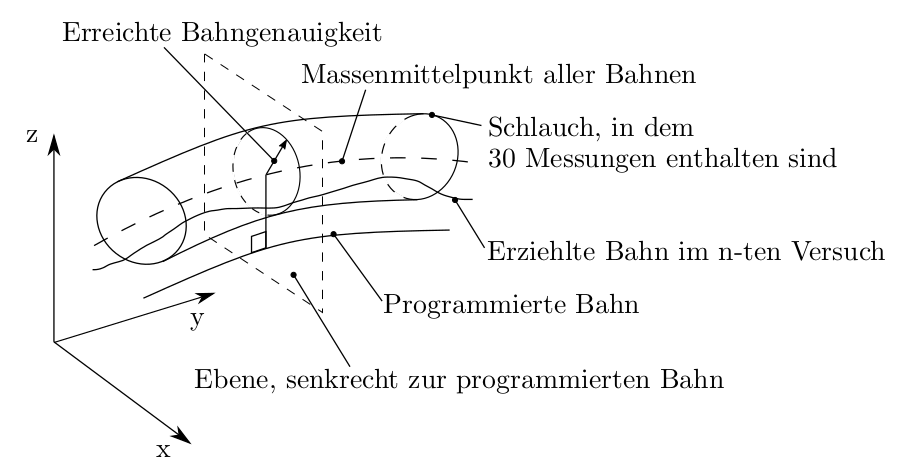 Erreichte Bahngenauigkeit
Massenmittelpunkt aller Bahnen
z
Schlauch, in dem
30 Messungen enthalten sind
Erziehlte Bahn im n-ten Versuch
Programmierte Bahn
y
Ebene, senkrecht zur programmierten Bahn
x